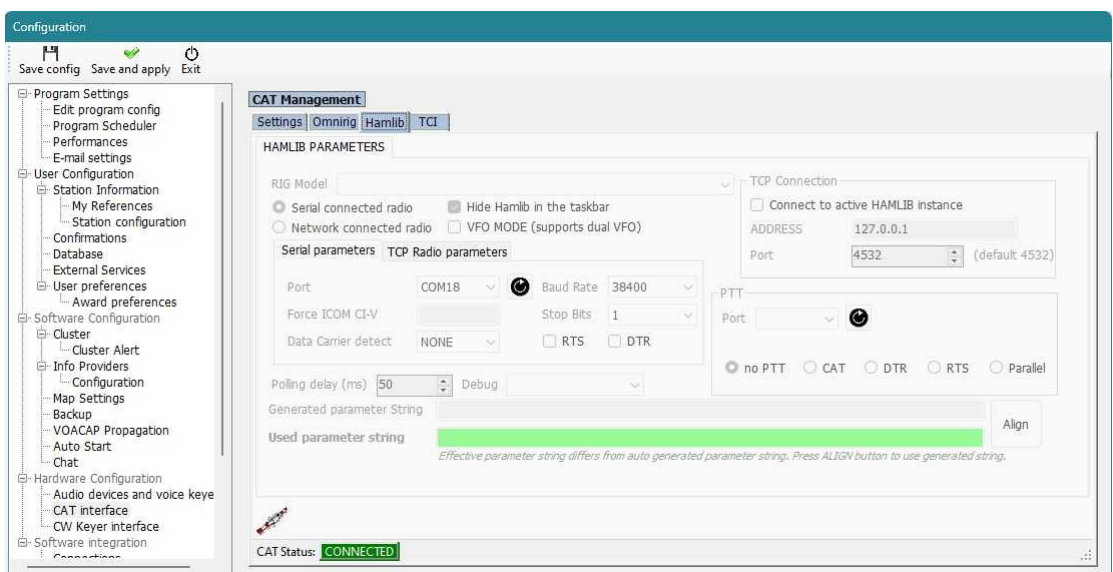 Configuration
Save config Save and apply Exit
Program Settings
Edit program config
Program Scheduler
Performances
E-mail settings
User Configuration
Station Information
My References
Station configuration
Confirmations
Database
External Services
User preferences
Award preferences
Software Configuration
Cluster
Cluster Alert
Info Providers
Configuration
Map Settings
Backup
VOACAP Propagation
Auto Start
Chat
Hardware Configuration
Audio devices and voice keye
CAT interface
CW Keyer interface
Software integration
Connections
CAT Management
Settings Omnirig Hamlib TCI
HAMLIB PARAMETERS
RIG Model
Serial connected radio Hide Hamlib in the taskbar
Network connected radio VFO MODE (supports dual VFO)
Serial parameters TCP Radio parameters
Port COM18 Baud Rate 38400
Force ICOM CI-V Stop Bits 1
Data Carrier detect NONE RTS DTR
Polling delay (ms) 50 Debug
TCP Connection
Connect to active HAMLIB instance
ADDRESS 127.0.0.1
Port 4532 (default 4532)
PTT
Port
no PTT CAT DTR RTS Parallel
Generated parameter String
Used parameter string
Align
Effective parameter string differs from auto generated parameter string. Press ALIGN button to use generated string.
CAT Status: CONNECTED